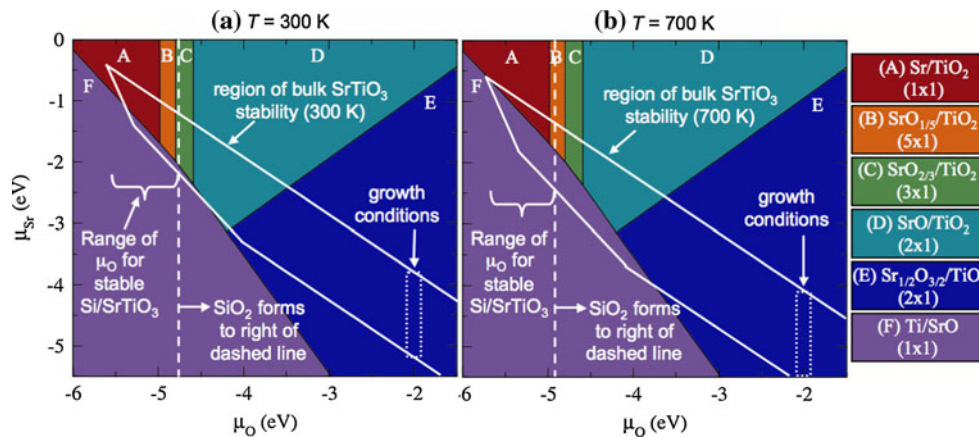 (a) T = 300 K
A
B
C
D
E
F
region of bulk SrTiO3
stability (300 K)
growth
conditions
Range of
μO for
stable
Si/SrTiO3
SiO2 forms
to right of
dashed line
0
-1
-2
-3
-4
-5
μSr (eV)
-6
-5
-4
-3
-2
μO (eV)
(b) T = 700 K
A
B
C
D
E
F
region of bulk SrTiO3
stability (700 K)
growth
conditions
Range of
μO for
stable
Si/SrTiO3
SiO2 forms
to right of
dashed line
-6
-5
-4
-3
-2
μO (eV)
(A) Sr/TiO2
(1x1)
(B) SrO1/5/TiO2
(5x1)
(C) SrO2/3/TiO2
(3x1)
(D) SrO/TiO2
(2x1)
(E) Sr1/2O3/2/TiO
(2x1)
(F) Ti/SrO
(1x1)